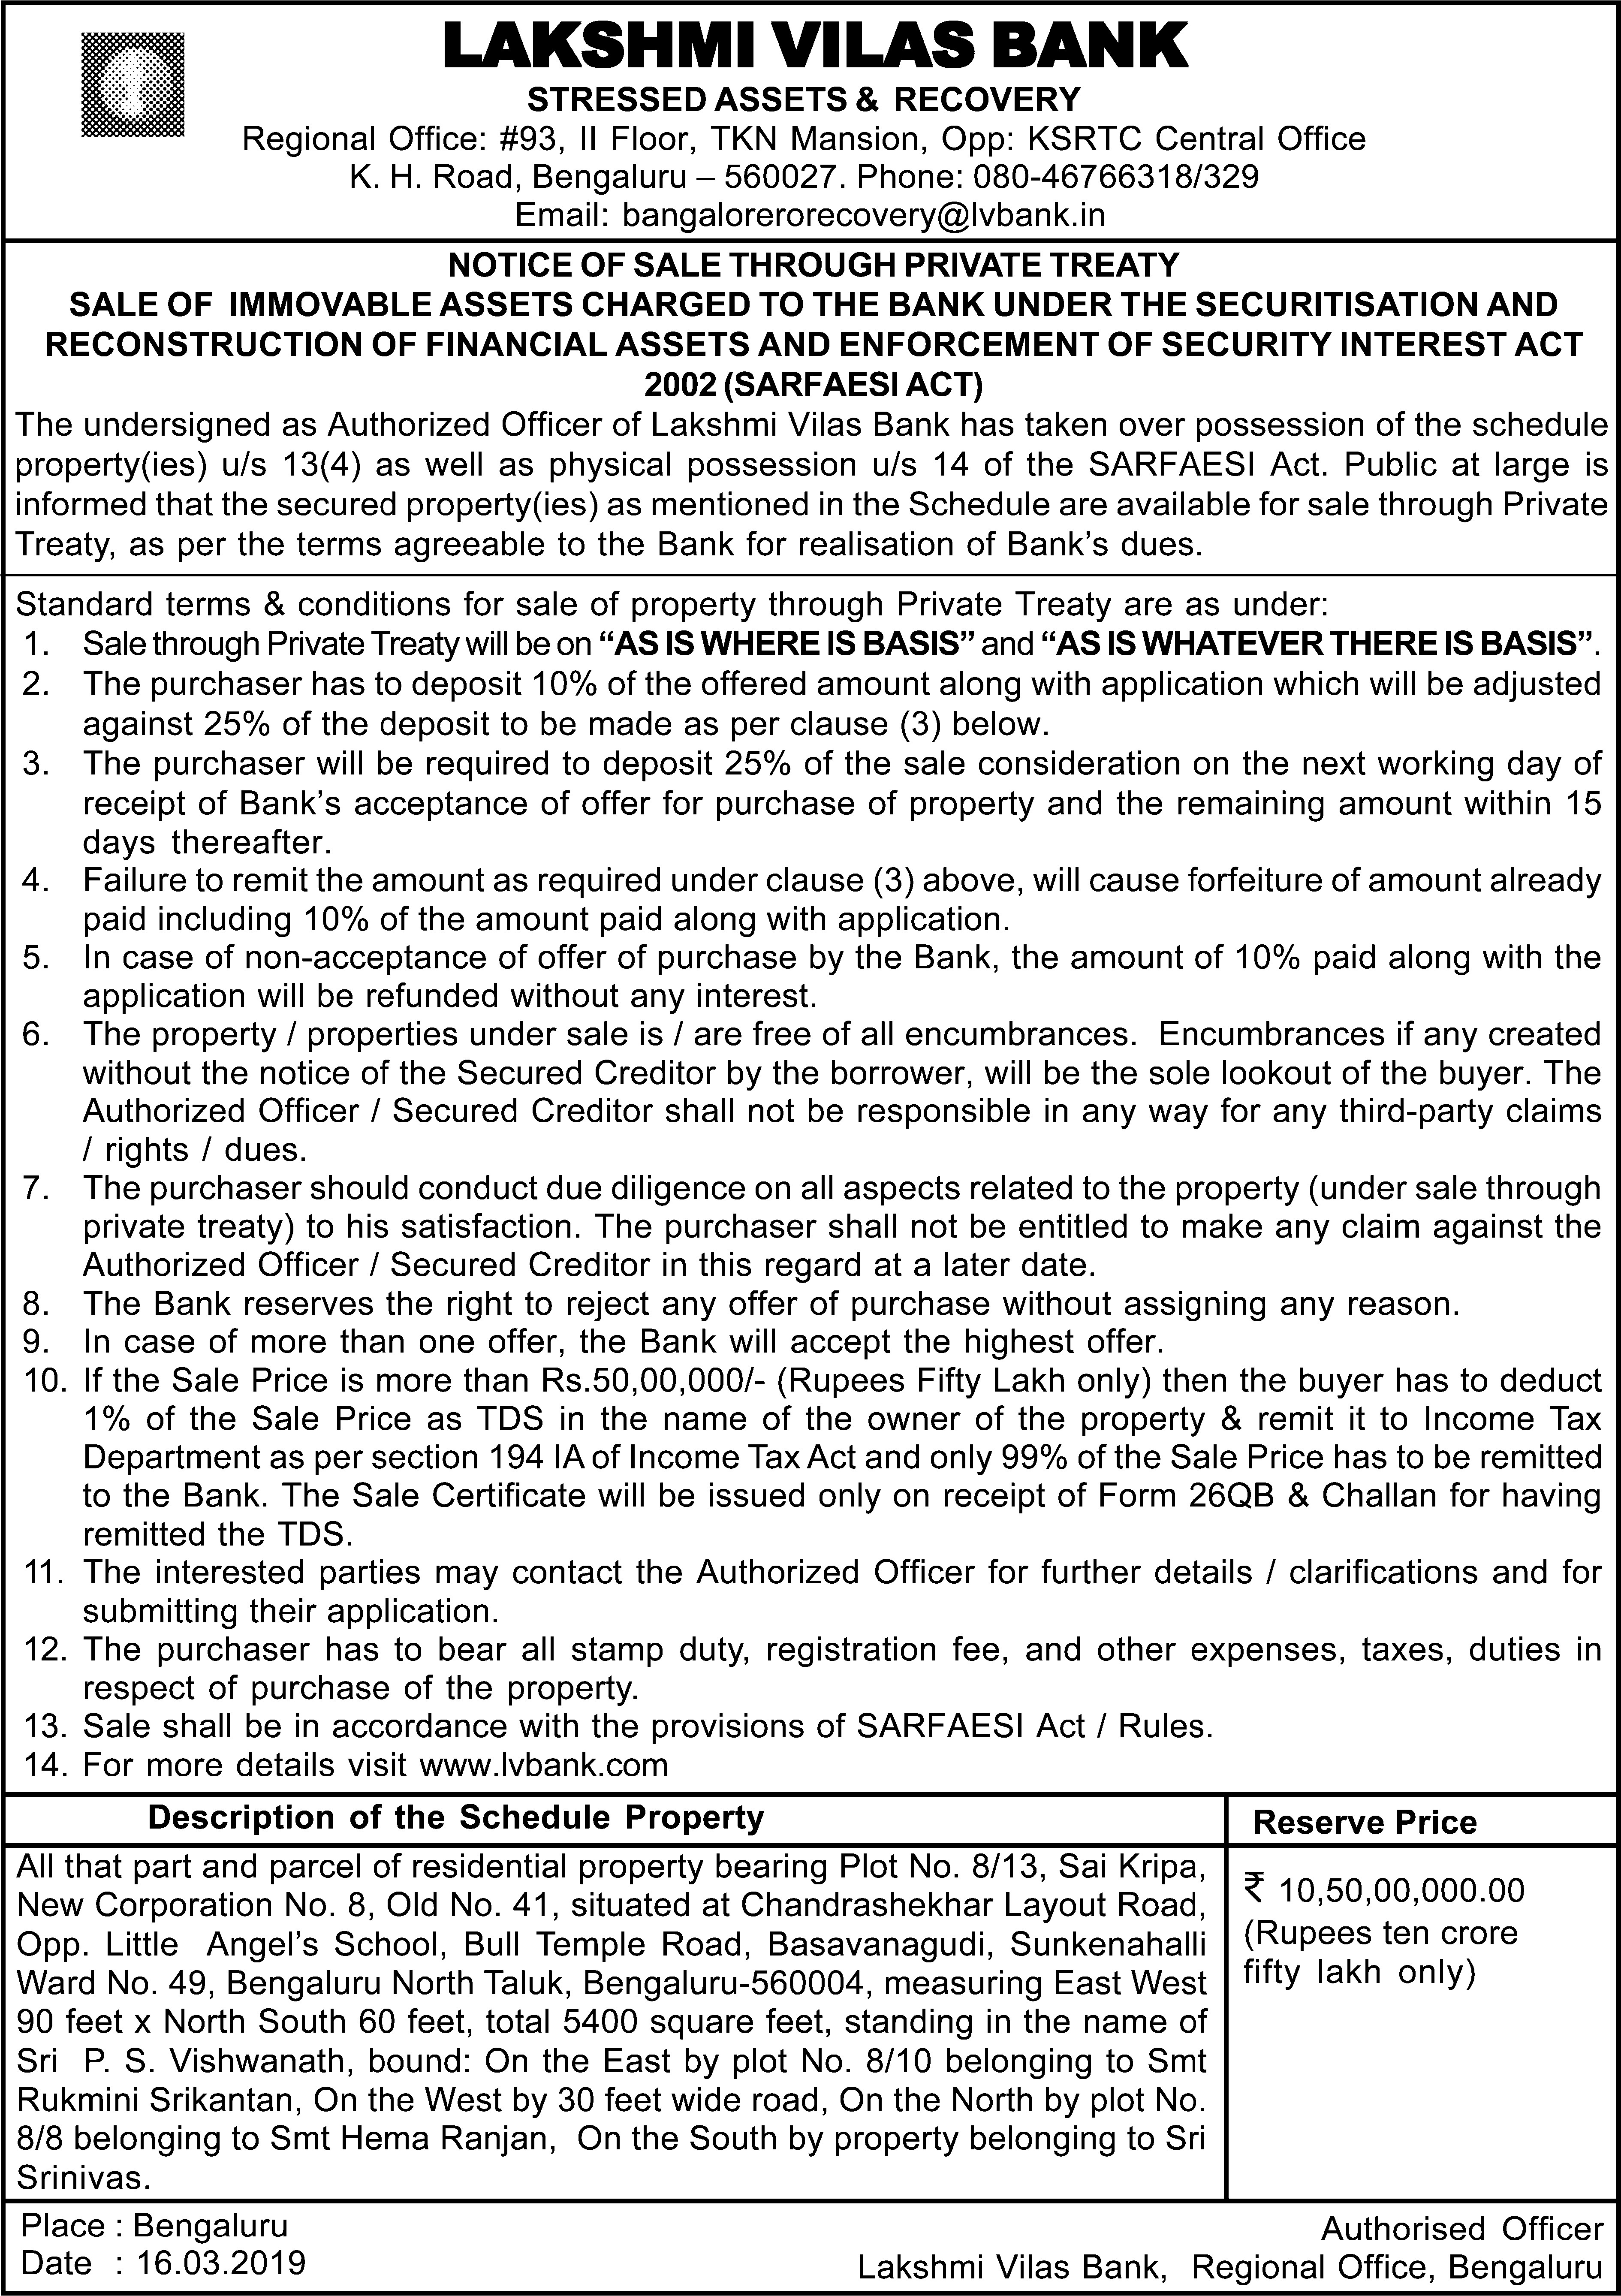 LAKSHMI VILAS BANK
STRESSED ASSETS & RECOVERY
Regional Office: #93, II Floor, TKN Mansion, Opp: KSRTC Central Office
K. H. Road, Bengaluru – 560027. Phone: 080-46766318/329
Email: bangalorerorecovery@lvbank.in
NOTICE OF SALE THROUGH PRIVATE TREATY
SALE OF IMMOVABLE ASSETS CHARGED TO THE BANK UNDER THE SECURITISATION AND
RECONSTRUCTION OF FINANCIAL ASSETS AND ENFORCEMENT OF SECURITY INTEREST ACT
2002 (SARFAESI ACT)
The undersigned as Authorized Officer of Lakshmi Vilas Bank has taken over possession of the schedule
property(ies) u/s 13(4) as well as physical possession u/s 14 of the SARFAESI Act. Public at large is
informed that the secured property(ies) as mentioned in the Schedule are available for sale through Private
Treaty, as per the terms agreeable to the Bank for realisation of Bank’s dues.
Standard terms & conditions for sale of property through Private Treaty are as under:
1. Sale through Private Treaty will be on “AS IS WHERE IS BASIS” and “AS IS WHATEVER THERE IS BASIS”.
2. The purchaser has to deposit 10% of the offered amount along with application which will be adjusted
against 25% of the deposit to be made as per clause (3) below.
3. The purchaser will be required to deposit 25% of the sale consideration on the next working day of
receipt of Bank’s acceptance of offer for purchase of property and the remaining amount within 15
days thereafter.
4. Failure to remit the amount as required under clause (3) above, will cause forfeiture of amount already
paid including 10% of the amount paid along with application.
5. In case of non-acceptance of offer of purchase by the Bank, the amount of 10% paid along with the
application will be refunded without any interest.
6. The property / properties under sale is / are free of all encumbrances. Encumbrances if any created
without the notice of the Secured Creditor by the borrower, will be the sole lookout of the buyer. The
Authorized Officer / Secured Creditor shall not be responsible in any way for any third-party claims
/ rights / dues.
7. The purchaser should conduct due diligence on all aspects related to the property (under sale through
private treaty) to his satisfaction. The purchaser shall not be entitled to make any claim against the
Authorized Officer / Secured Creditor in this regard at a later date.
8. The Bank reserves the right to reject any offer of purchase without assigning any reason.
9. In case of more than one offer, the Bank will accept the highest offer.
10. If the Sale Price is more than Rs.50,00,000/- (Rupees Fifty Lakh only) then the buyer has to deduct
1% of the Sale Price as TDS in the name of the owner of the property & remit it to Income Tax
Department as per section 194 IA of Income Tax Act and only 99% of the Sale Price has to be remitted
to the Bank. The Sale Certificate will be issued only on receipt of Form 26QB & Challan for having
remitted the TDS.
11. The interested parties may contact the Authorized Officer for further details / clarifications and for
submitting their application.
12. The purchaser has to bear all stamp duty, registration fee, and other expenses, taxes, duties in
respect of purchase of the property.
13. Sale shall be in accordance with the provisions of SARFAESI Act / Rules.
14. For more details visit www.lvbank.com
Description of the Schedule Property
All that part and parcel of residential property bearing Plot No. 8/13, Sai Kripa,
New Corporation No. 8, Old No. 41, situated at Chandrashekhar Layout Road,
Opp. Little Angel’s School, Bull Temple Road, Basavanagudi, Sunkenahalli
Ward No. 49, Bengaluru North Taluk, Bengaluru-560004, measuring East West
90 feet x North South 60 feet, total 5400 square feet, standing in the name of
Sri P. S. Vishwanath, bound: On the East by plot No. 8/10 belonging to Smt
Rukmini Srikantan, On the West by 30 feet wide road, On the North by plot No.
8/8 belonging to Smt Hema Ranjan, On the South by property belonging to Sri
Srinivas.
Reserve Price
₹ 10,50,00,000.00
(Rupees ten crore
fifty lakh only)
Place : Bengaluru
Date : 16.03.2019
Authorised Officer
Lakshmi Vilas Bank, Regional Office, Bengaluru